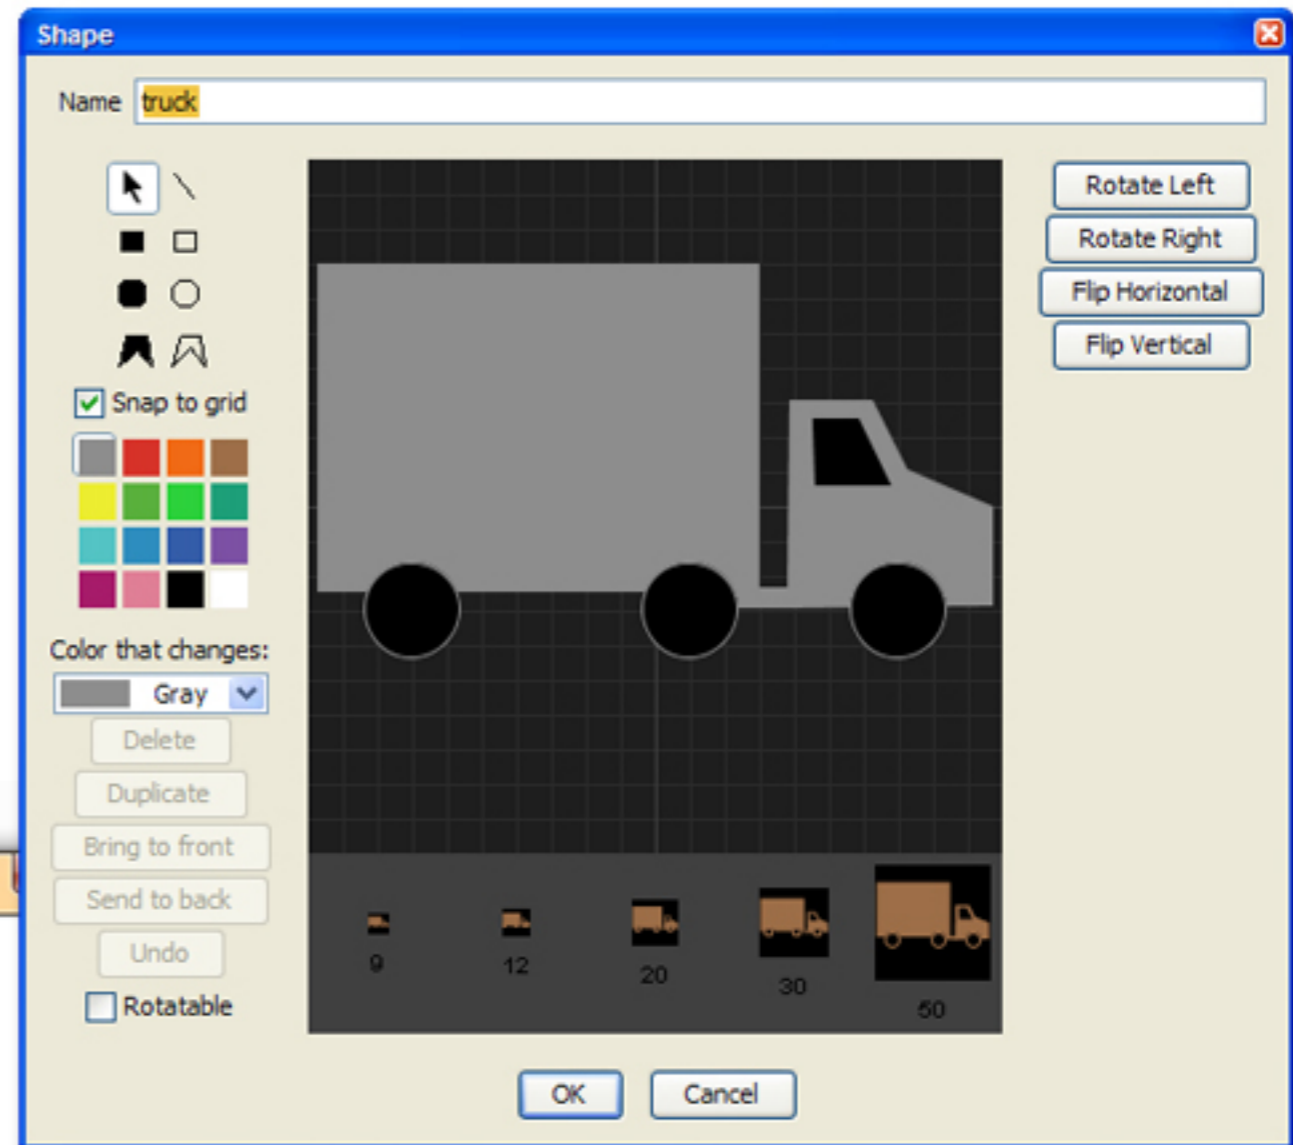 Shape
Name truck
Rotate Left
Rotate Right
Flip Horizontal
Flip Vertical
Snap to grid
Color that changes:
Gray
Delete
Duplicate
Bring to front
Send to back
Undo
Rotatable
9 12 20 30 50
OK Cancel